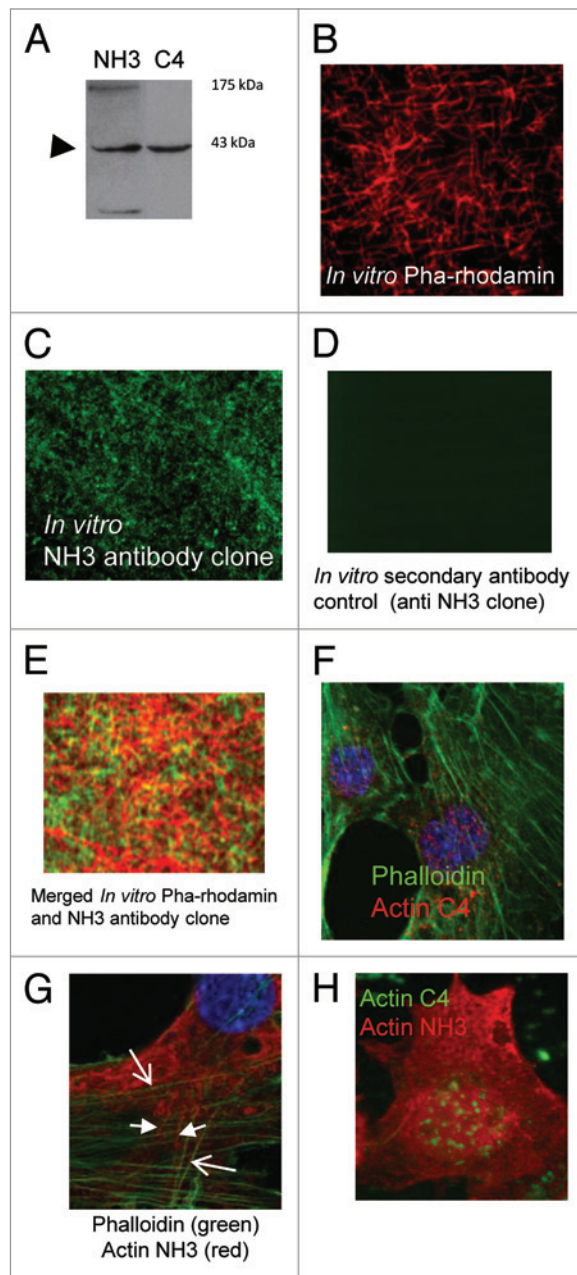 A
NH3 C4
175 kDa
43 kDa
B
In vitro Pha-rhodamin
C
In vitro
NH3 antibody clone
D
In vitro secondary antibody
control (anti NH3 clone)
E
Merged In vitro Pha-rhodamin
and NH3 antibody clone
F
Phalloidin
Actin C4
G
Phalloidin (green)
Actin NH3 (red)
H
Actin C4
Actin NH3